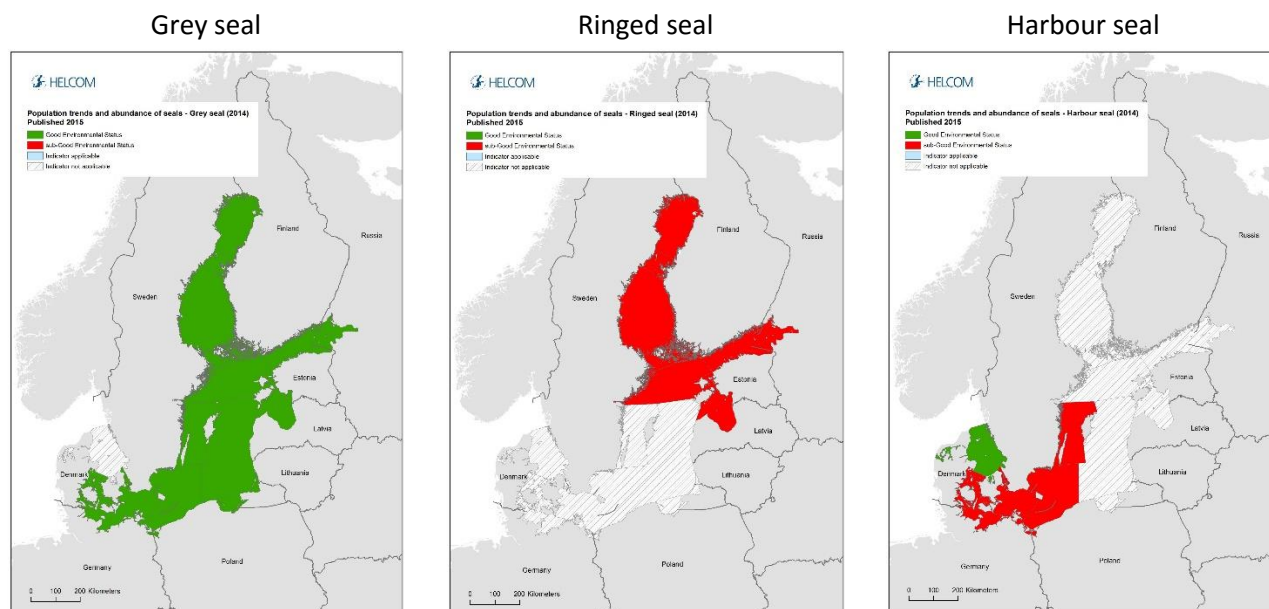 Grey seal
Ringed seal
Harbour seal
HELCOM
Population trends and abundance of seals - Grey seal (2014)
Published 2015
Good Environmental Status
sub-Good Environmental Status
Indicator applicable
Indicator not applicable
Finland
Russia
Sweden
Estonia
Latvia
Denmark
Lithuania
Germany
Poland
0 100 200 Kilometers
HELCOM
Population trends and abundance of seals - Ringed seal (2014)
Published 2015
Good Environmental Status
sub-Good Environmental Status
Indicator applicable
Indicator not applicable
Finland
Russia
Sweden
Estonia
Latvia
Denmark
Lithuania
Germany
Poland
0 100 200 Kilometers
HELCOM
Population trends and abundance of seals - Harbour seal (2014)
Published 2015
Good Environmental Status
sub-Good Environmental Status
Indicator applicable
Indicator not applicable
Finland
Russia
Sweden
Estonia
Latvia
Denmark
Lithuania
Germany
Poland
0 100 200 Kilometers